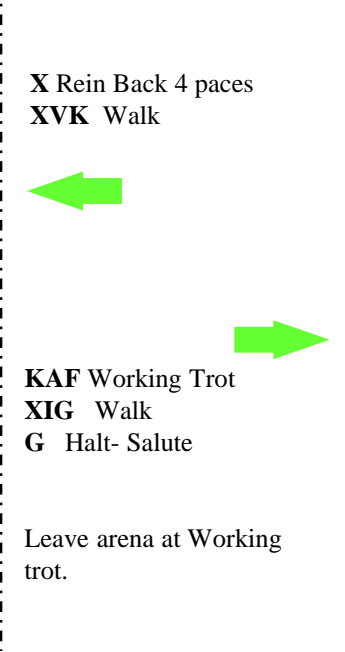 X Rein Back 4 paces
XVK Walk
KAF Working Trot
XIG Walk
G Halt- Salute
Leave arena at Working
trot.